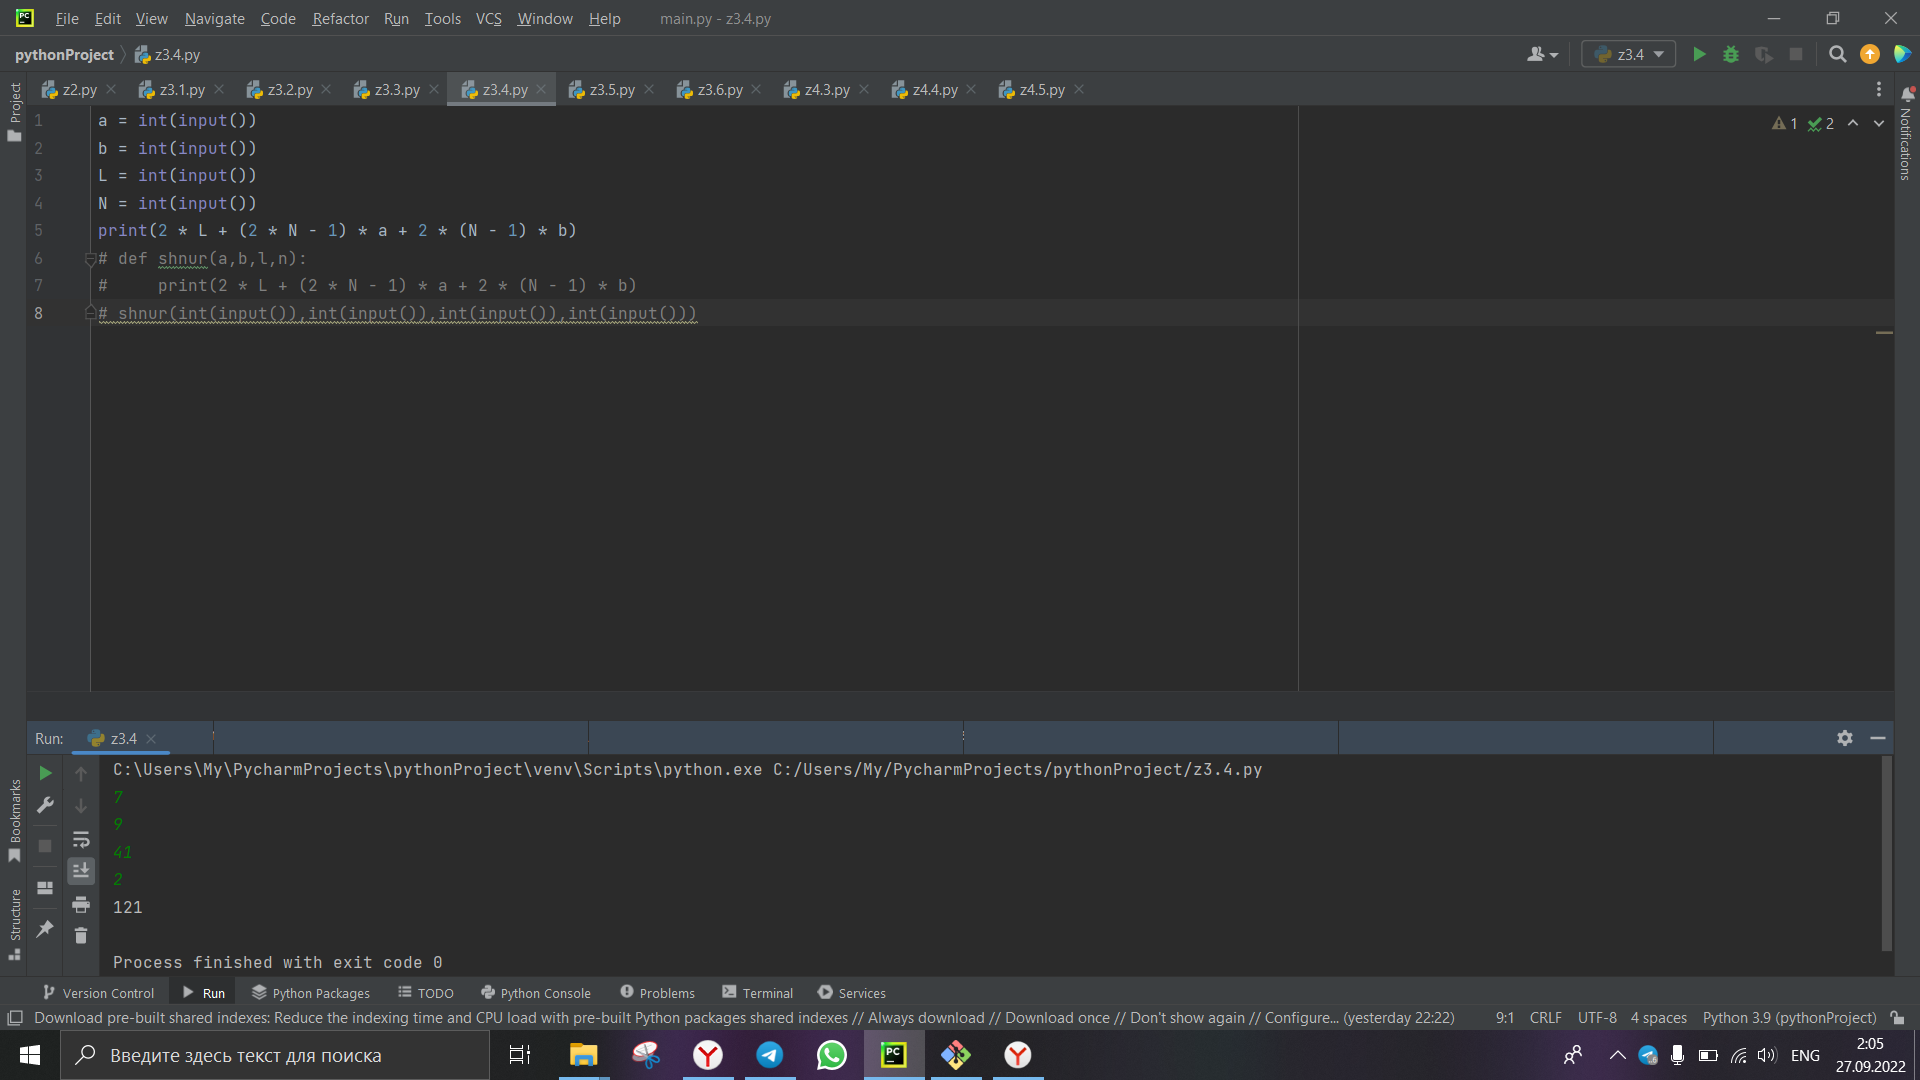 File Edit View Navigate Code Refactor Run Tools VCS Window Help main.py - z3.4.py
pythonProject z3.4.py z3.4
z2.py z3.1.py z3.2.py z3.3.py z3.4.py z3.5.py z3.6.py z4.3.py z4.4.py z4.5.py
Project
Notifications
1 2
1 a = int(input())
2 b = int(input())
3 L = int(input())
4 N = int(input())
5 print(2 * L + (2 * N - 1) * a + 2 * (N - 1) * b)
6 # def shnur(a,b,l,n):
7 #     print(2 * L + (2 * N - 1) * a + 2 * (N - 1) * b)
8 # shnur(int(input()),int(input()),int(input()),int(input()))
Run: z3.4
C:\Users\My\PycharmProjects\pythonProject\venv\Scripts\python.exe C:/Users/My/PycharmProjects/pythonProject/z3.4.py
7
9
41
2
121
Process finished with exit code 0
Bookmarks
Structure
Version Control Run Python Packages TODO Python Console Problems Terminal Services
Download pre-built shared indexes: Reduce the indexing time and CPU load with pre-built Python packages shared indexes // Always download // Download once // Don't show again // Configure... (yesterday 22:22) 9:1 CRLF UTF-8 4 spaces Python 3.9 (pythonProject)
Введите здесь текст для поиска ENG 2:05
27.09.2022